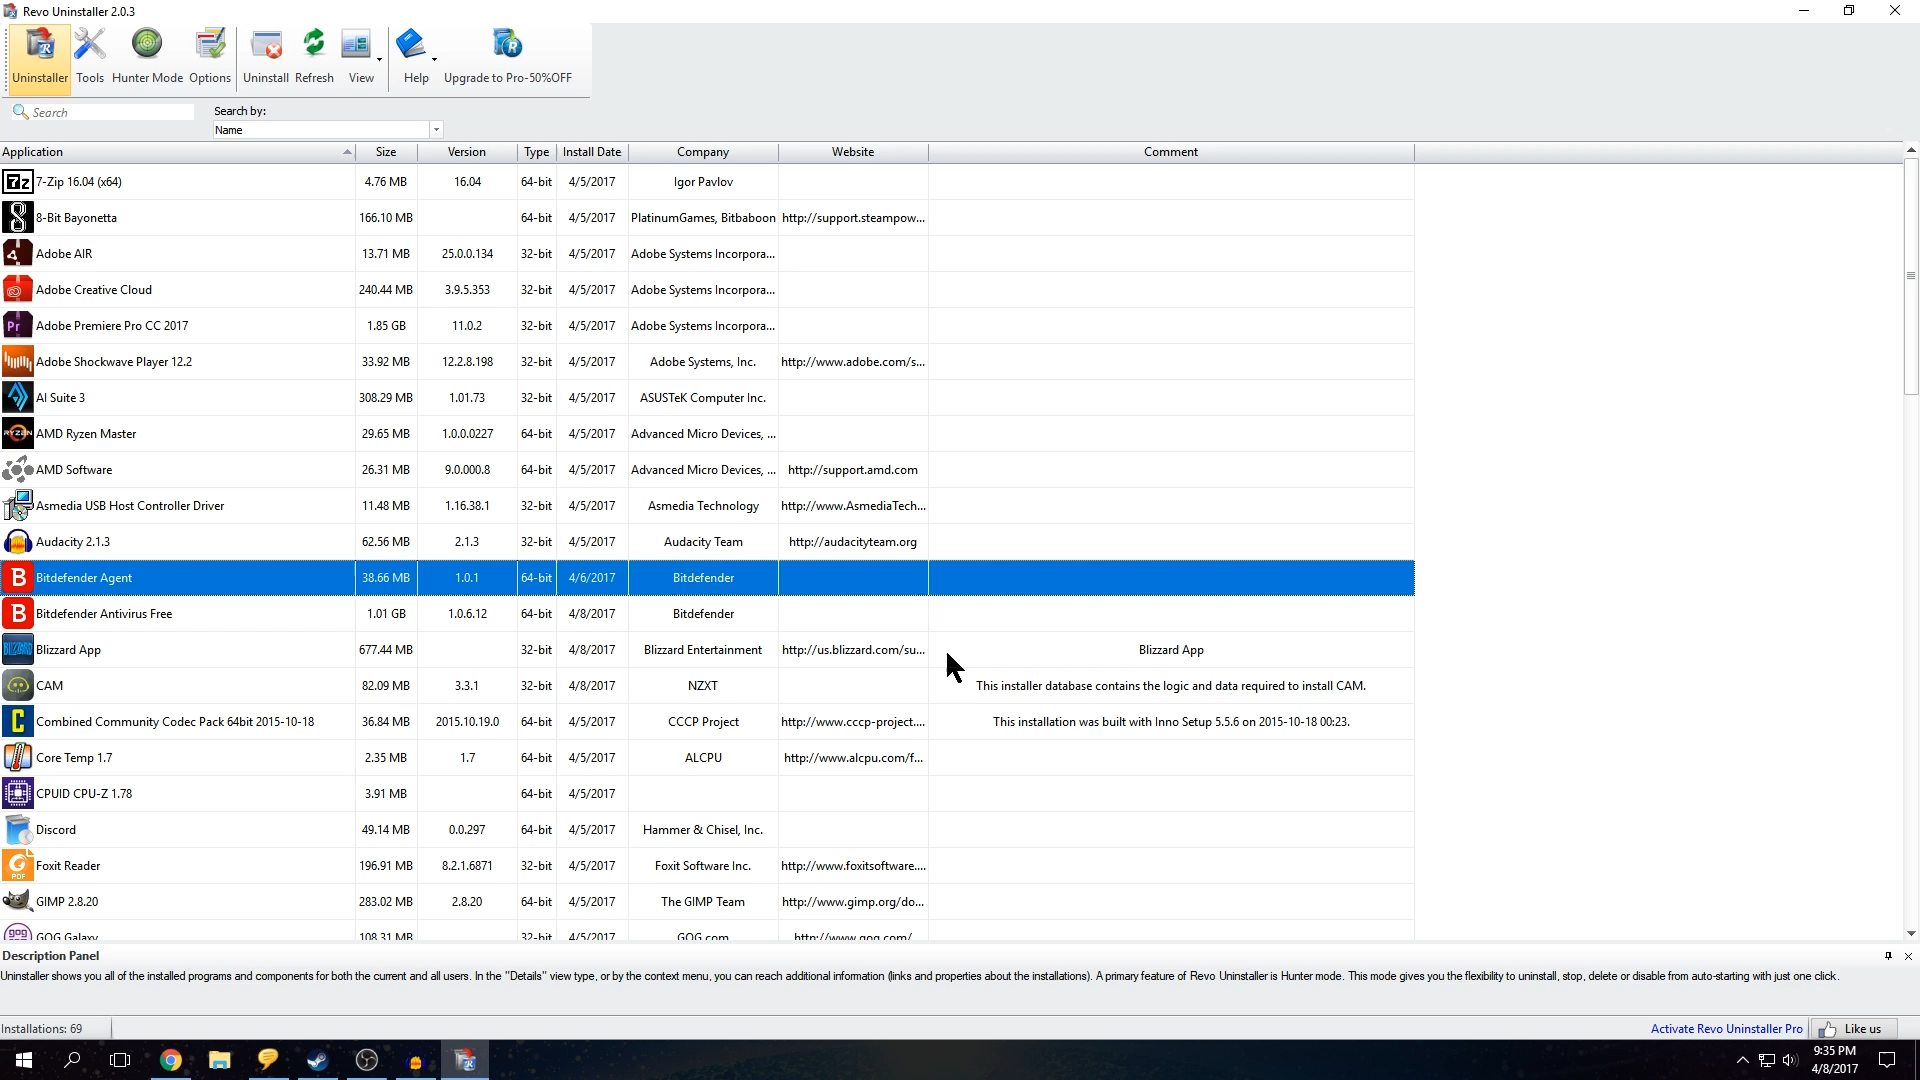 Revo Uninstaller 2.0.3
Uninstaller Tools Hunter Mode Options Uninstall Refresh View Help Upgrade to Pro-50%OFF
Search Search by:
Name
Application Size Version Type Install Date Company Website Comment
7-Zip 16.04 (x64) 4.76 MB 16.04 64-bit 4/5/2017 Igor Pavlov
8-Bit Bayonetta 166.10 MB 64-bit 4/5/2017 PlatinumGames, Bitbaboon http://support.steampow...
Adobe AIR 13.71 MB 25.0.0.134 32-bit 4/5/2017 Adobe Systems Incorpora...
Adobe Creative Cloud 240.44 MB 3.9.5.353 32-bit 4/5/2017 Adobe Systems Incorpora...
Adobe Premiere Pro CC 2017 1.85 GB 11.0.2 32-bit 4/5/2017 Adobe Systems Incorpora...
Adobe Shockwave Player 12.2 33.92 MB 12.2.8.198 32-bit 4/5/2017 Adobe Systems, Inc. http://www.adobe.com/s...
AI Suite 3 308.29 MB 1.01.73 32-bit 4/5/2017 ASUSTeK Computer Inc.
AMD Ryzen Master 29.65 MB 1.0.0.0227 64-bit 4/5/2017 Advanced Micro Devices, ...
AMD Software 26.31 MB 9.0.000.8 64-bit 4/5/2017 Advanced Micro Devices, ... http://support.amd.com
Asmedia USB Host Controller Driver 11.48 MB 1.16.38.1 32-bit 4/5/2017 Asmedia Technology http://www.AsmediaTech...
Audacity 2.1.3 62.56 MB 2.1.3 32-bit 4/5/2017 Audacity Team http://audacityteam.org
Bitdefender Agent 38.66 MB 1.0.1 64-bit 4/6/2017 Bitdefender
Bitdefender Antivirus Free 1.01 GB 1.0.6.12 64-bit 4/8/2017 Bitdefender
Blizzard App 677.44 MB 32-bit 4/8/2017 Blizzard Entertainment http://us.blizzard.com/su... Blizzard App
CAM 82.09 MB 3.3.1 32-bit 4/8/2017 NZXT This installer database contains the logic and data required to install CAM.
Combined Community Codec Pack 64bit 2015-10-18 36.84 MB 2015.10.19.0 64-bit 4/5/2017 CCCP Project http://www.cccp-project.... This installation was built with Inno Setup 5.5.6 on 2015-10-18 00:23.
Core Temp 1.7 2.35 MB 1.7 64-bit 4/5/2017 ALCPU http://www.alcpu.com/f...
CPUID CPU-Z 1.78 3.91 MB 64-bit 4/5/2017
Discord 49.14 MB 0.0.297 64-bit 4/5/2017 Hammer & Chisel, Inc.
Foxit Reader 196.91 MB 8.2.1.6871 32-bit 4/5/2017 Foxit Software Inc. http://www.foxitsoftware....
GIMP 2.8.20 283.02 MB 2.8.20 64-bit 4/5/2017 The GIMP Team http://www.gimp.org/do...
GOG Galaxy 108.31 MB 32-bit 4/5/2017 GOG.com http://www.gog.com/
Description Panel
Uninstaller shows you all of the installed programs and components for both the current and all users. In the "Details" view type, or by the context menu, you can reach additional information (links and properties about the installations). A primary feature of Revo Uninstaller is Hunter mode. This mode gives you the flexibility to uninstall, stop, delete or disable from auto-starting with just one click.
Installations: 69 Activate Revo Uninstaller Pro Like us
9:35 PM
4/8/2017